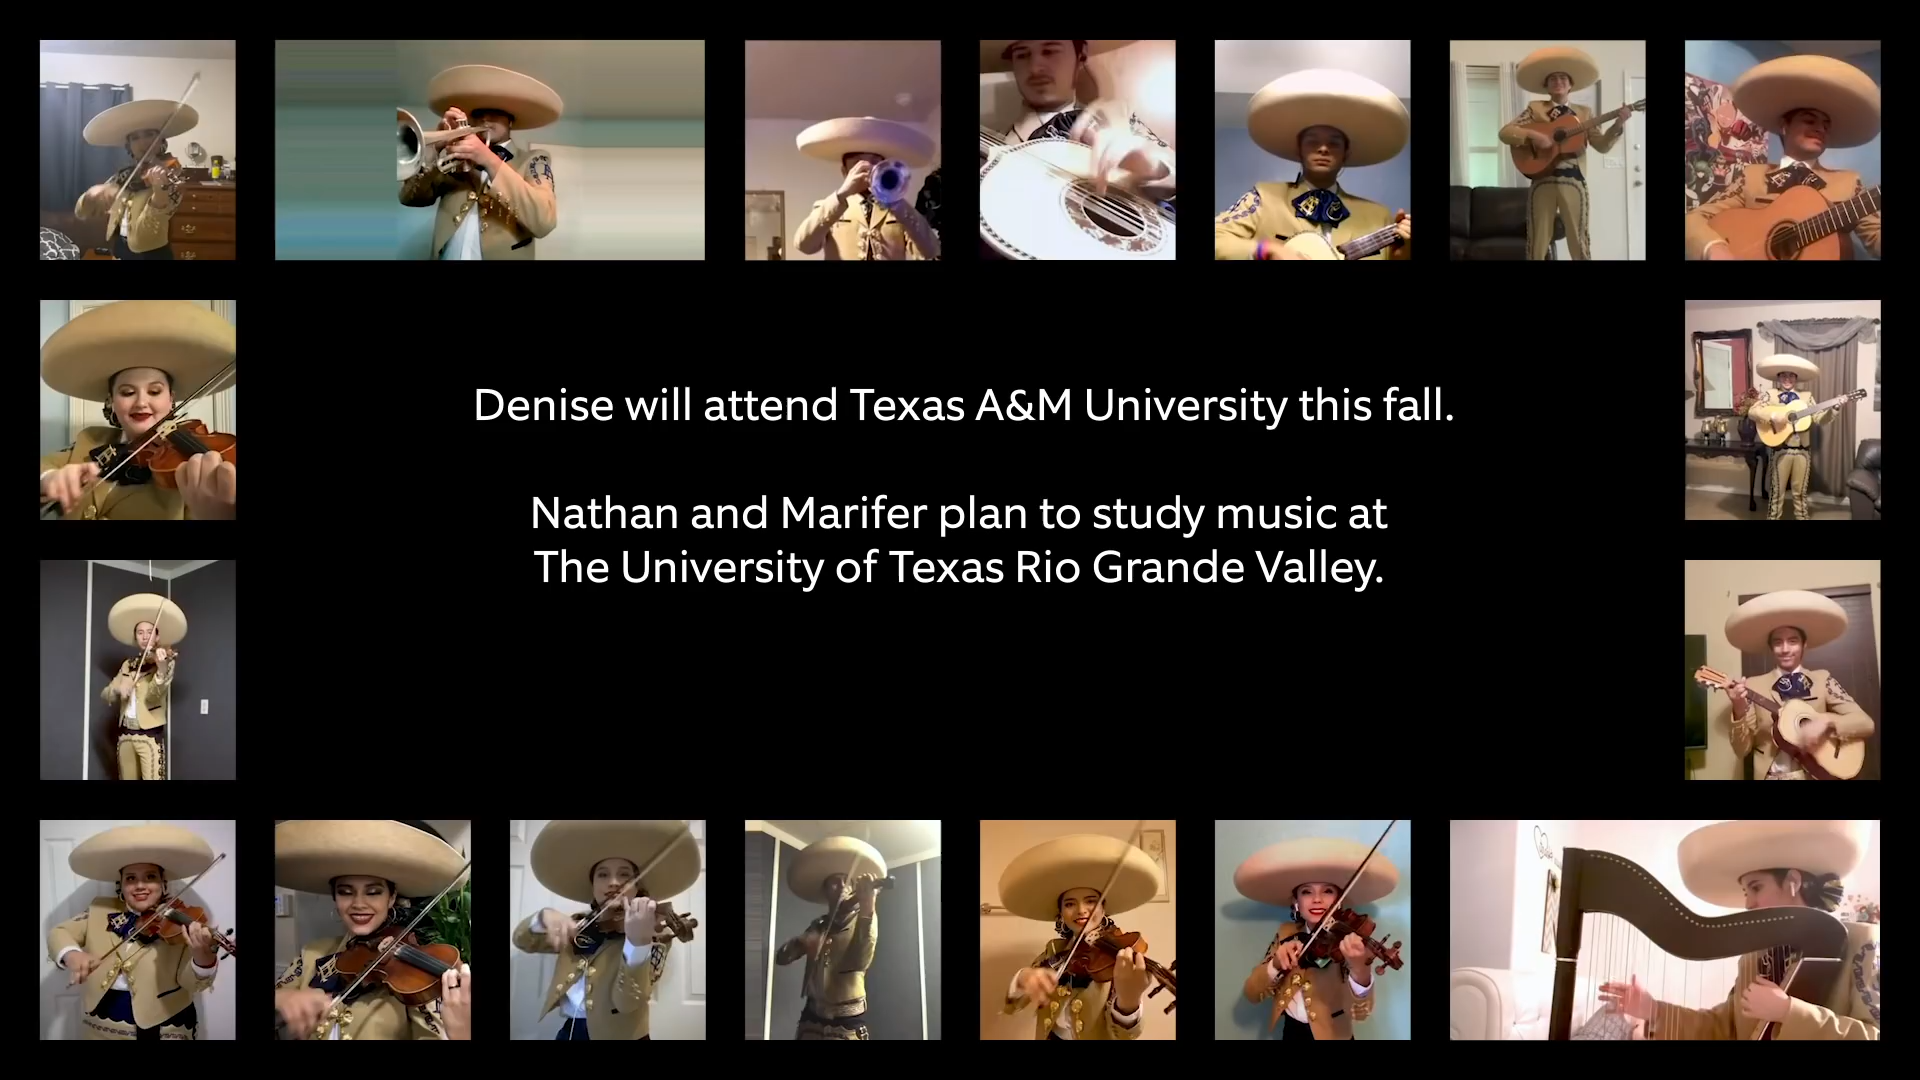 Denise will attend Texas A&M University this fall.
Nathan and Marifer plan to study music at
The University of Texas Rio Grande Valley.